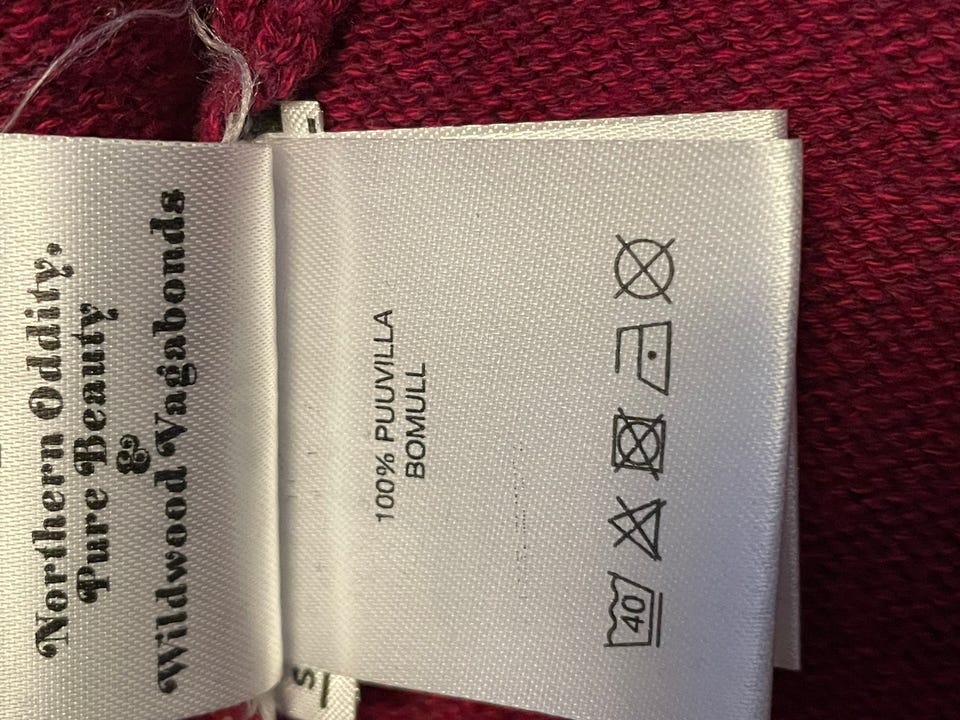 Northern Oddity,
Pure Beauty
&
Wildwood Vagabonds
100% PUUVILLA
BOMULL
40
S